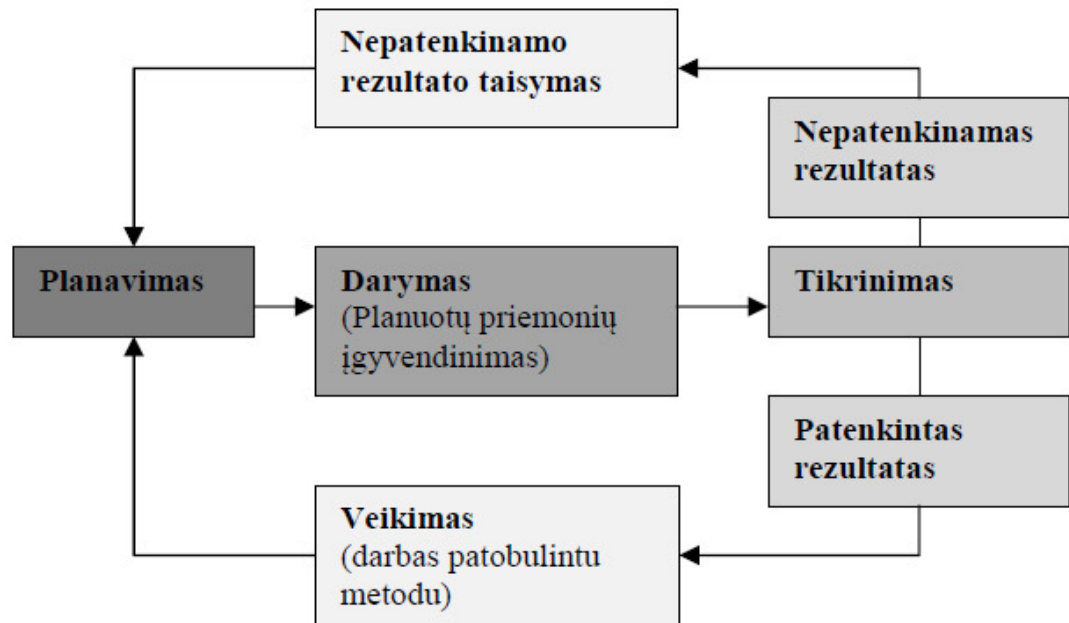 Nepatenkinamo
rezultato taisymas
Nepatenkinamas
rezultatas
Planavimas
Darymas
(Planuotų priemonių
įgyvendinimas)
Tikrinimas
Patenkintas
rezultatas
Veikimas
(darbas patobulintu
metodu)